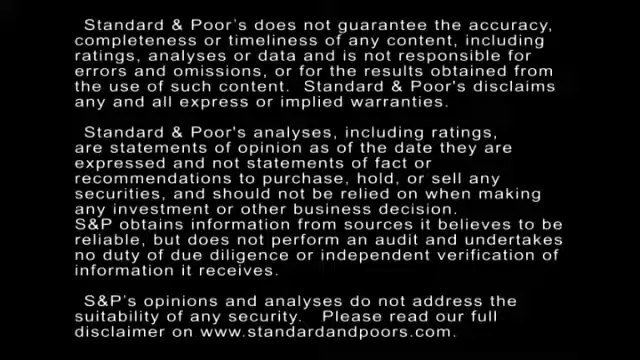 Standard & Poor's does not guarantee the accuracy,
completeness or timeliness of any content, including
ratings, analyses or data and is not responsible for
errors and omissions, or for the results obtained from
the use of such content.  Standard & Poor's disclaims
any and all express or implied warranties.
Standard & Poor's analyses, including ratings,
are statements of opinion as of the date they are
expressed and not statements of fact or
recommendations to purchase, hold, or sell any
securities, and should not be relied on when making
any investment or other business decision.
S&P obtains information from sources it believes to be
reliable, but does not perform an audit and undertakes
no duty of due diligence or independent verification of
information it receives.
S&P's opinions and analyses do not address the
suitability of any security.   Please read our full
disclaimer on www.standardandpoors.com.